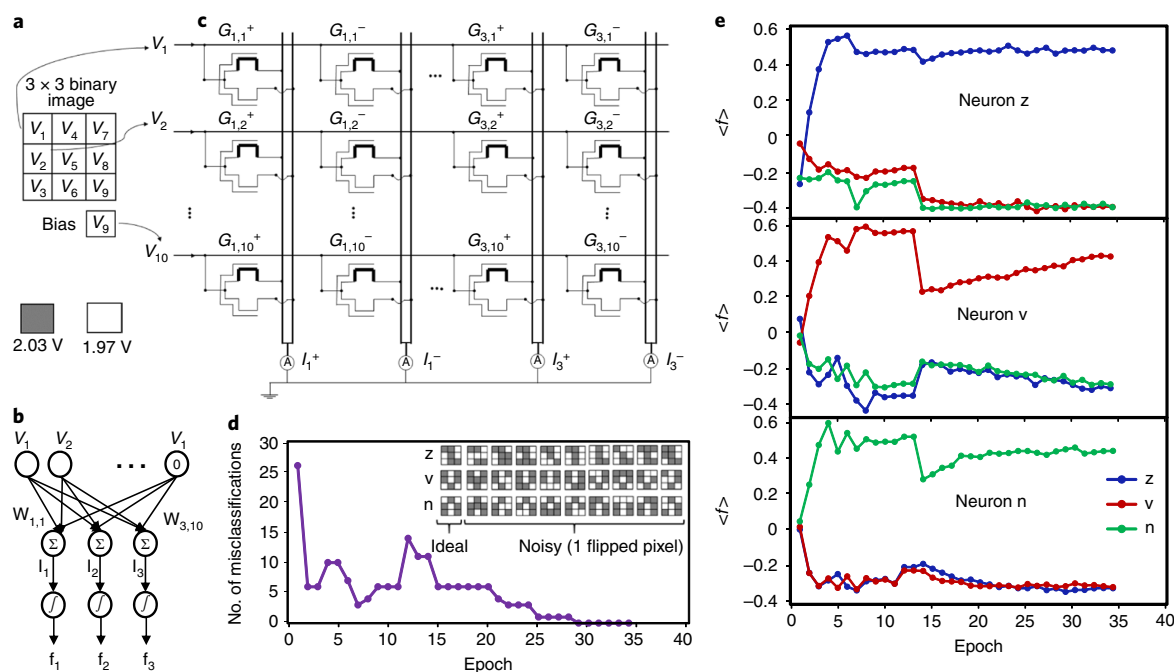 a
3 × 3 binary
image
V1 V4 V7
V2 V5 V8
V3 V6 V9
Bias V9
2.03 V 1.97 V
V1
V2
V10
c
G1,1+ G1,1− G3,1+ G3,1−
...
G1,2+ G1,2− G3,2+ G3,2−
... ... ...
G1,10+ G1,10− G3,10+ G3,10−
...
A I1+ A I1− A I3+ A I3−
b
V1 V2 ... V1
0
W1,1 W3,10
Σ Σ Σ
I1 I2 I3
∫ ∫ ∫
f1 f2 f3
d
No. of misclassifications
30
25
20
15
10
5
0
0 5 10 15 20 25 30 35 40
Epoch
z
v
n
Ideal Noisy (1 flipped pixel)
e
<f>
0.6
0.4
0.2
0
−0.2
−0.4
Neuron z
<f>
0.6
0.4
0.2
0
−0.2
−0.4
Neuron v
<f>
0.6
0.4
0.2
0
−0.2
−0.4
Neuron n
z
v
n
0 5 10 15 20 25 30 35 40
Epoch